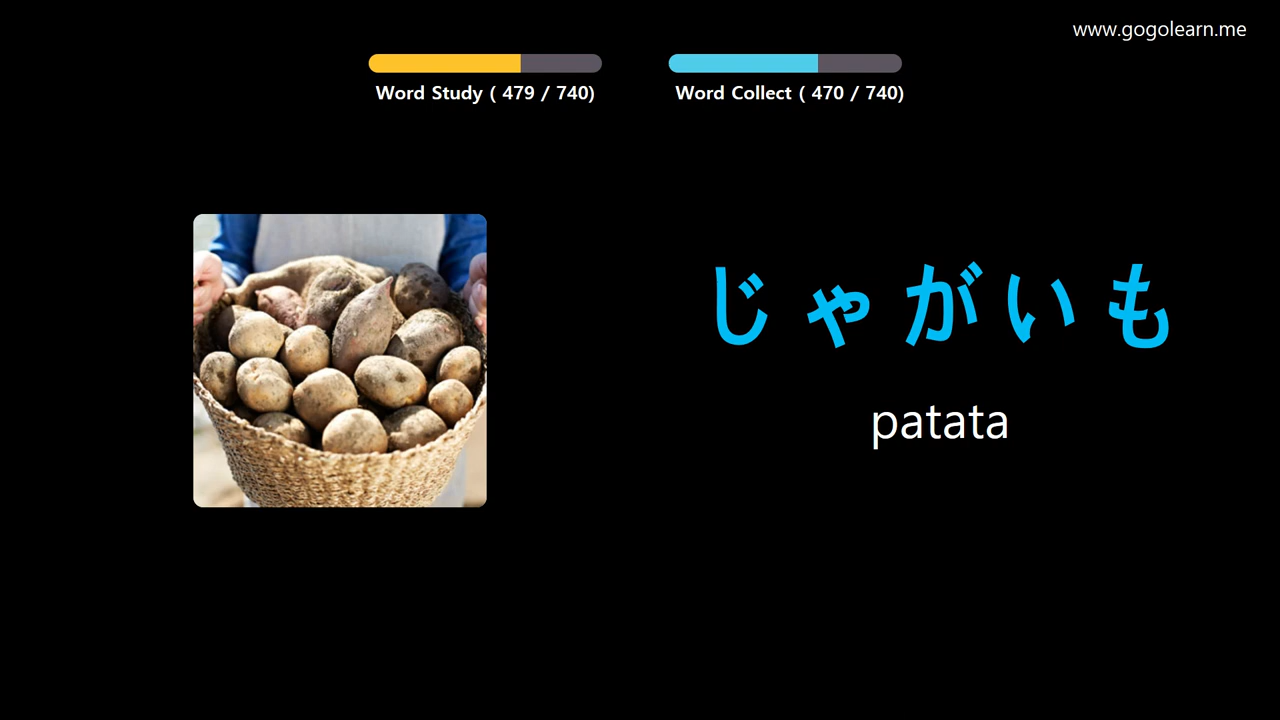 www.gogolearn.me
Word Study ( 479 / 740)
Word Collect ( 470 / 740)
じゃがいも
patata